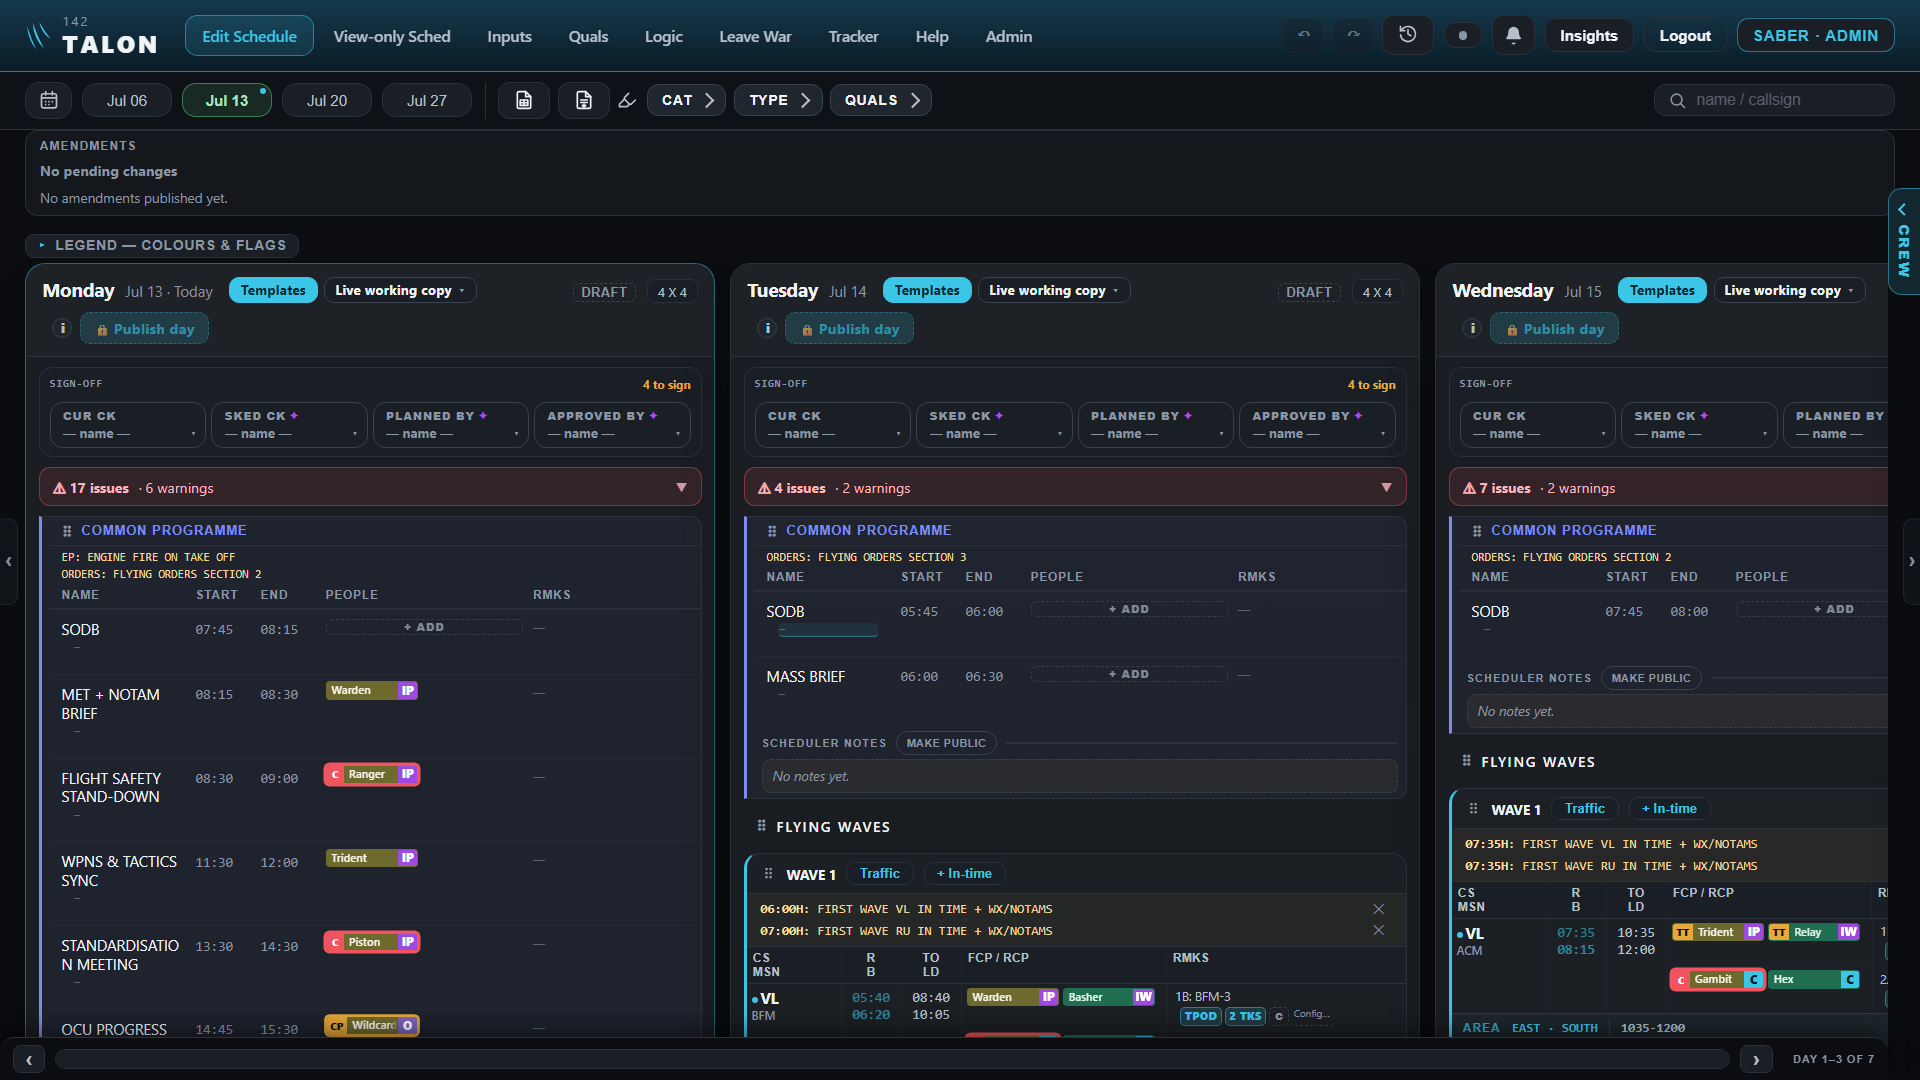 142
TALON
Edit Schedule
View-only Sched
Inputs
Quals
Logic
Leave War
Tracker
Help
Admin
Insights
Logout
SABER · ADMIN
Jul 06
Jul 13
Jul 20
Jul 27
CAT
TYPE
QUALS
name / callsign
AMENDMENTS
No pending changes
No amendments published yet.
CREW
LEGEND — COLOURS & FLAGS
Monday Jul 13 · Today Templates Live working copy DRAFT 4 X 4
i Publish day
SIGN-OFF 4 to sign
CUR CK SKED CK ✦ PLANNED BY ✦ APPROVED BY ✦
— name — — name — — name — — name —
⚠ 17 issues · 6 warnings
COMMON PROGRAMME
EP: ENGINE FIRE ON TAKE OFF
ORDERS: FLYING ORDERS SECTION 2
NAME START END PEOPLE RMKS
SODB 07:45 08:15 + ADD —
—
MET + NOTAM BRIEF 08:15 08:30 Warden IP —
—
FLIGHT SAFETY STAND-DOWN 08:30 09:00 C Ranger IP —
—
WPNS & TACTICS SYNC 11:30 12:00 Trident IP —
—
STANDARDISATIO
N MEETING 13:30 14:30 C Piston IP —
—
OCU PROGRESS 14:45 15:30 CP Wildcard O —
Tuesday Jul 14 Templates Live working copy DRAFT 4 X 4
i Publish day
SIGN-OFF 4 to sign
CUR CK SKED CK ✦ PLANNED BY ✦ APPROVED BY ✦
— name — — name — — name — — name —
⚠ 4 issues · 2 warnings
COMMON PROGRAMME
ORDERS: FLYING ORDERS SECTION 3
NAME START END PEOPLE RMKS
SODB 05:45 06:00 + ADD —
—
MASS BRIEF 06:00 06:30 + ADD —
—
SCHEDULER NOTES MAKE PUBLIC
No notes yet.
FLYING WAVES
WAVE 1 Traffic + In-time
06:00H: FIRST WAVE VL IN TIME + WX/NOTAMS
07:00H: FIRST WAVE RU IN TIME + WX/NOTAMS
CS R TO FCP / RCP RMKS
MSN B LD
VL 05:40 08:40 Warden IP Basher IW 1B: BFM-3
BFM 06:20 10:05 TPOD 2 TKS C Config...
Wednesday Jul 15 Templates Live working copy
i Publish day
SIGN-OFF
CUR CK SKED CK ✦ PLANNED BY
— name — — name — — name —
⚠ 7 issues · 2 warnings
COMMON PROGRAMME
ORDERS: FLYING ORDERS SECTION 2
NAME START END PEOPLE
SODB 07:45 08:00 + ADD
—
SCHEDULER NOTES MAKE PUBLIC
No notes yet.
FLYING WAVES
WAVE 1 Traffic + In-time
07:35H: FIRST WAVE VL IN TIME + WX/NOTAMS
07:35H: FIRST WAVE RU IN TIME + WX/NOTAMS
CS R TO FCP / RCP
MSN B LD
VL 07:35 10:35 TT Trident IP TT Relay IW
ACM 08:15 12:00
C Gambit C Hex C
AREA EAST · SOUTH 1035-1200
DAY 1–3 OF 7